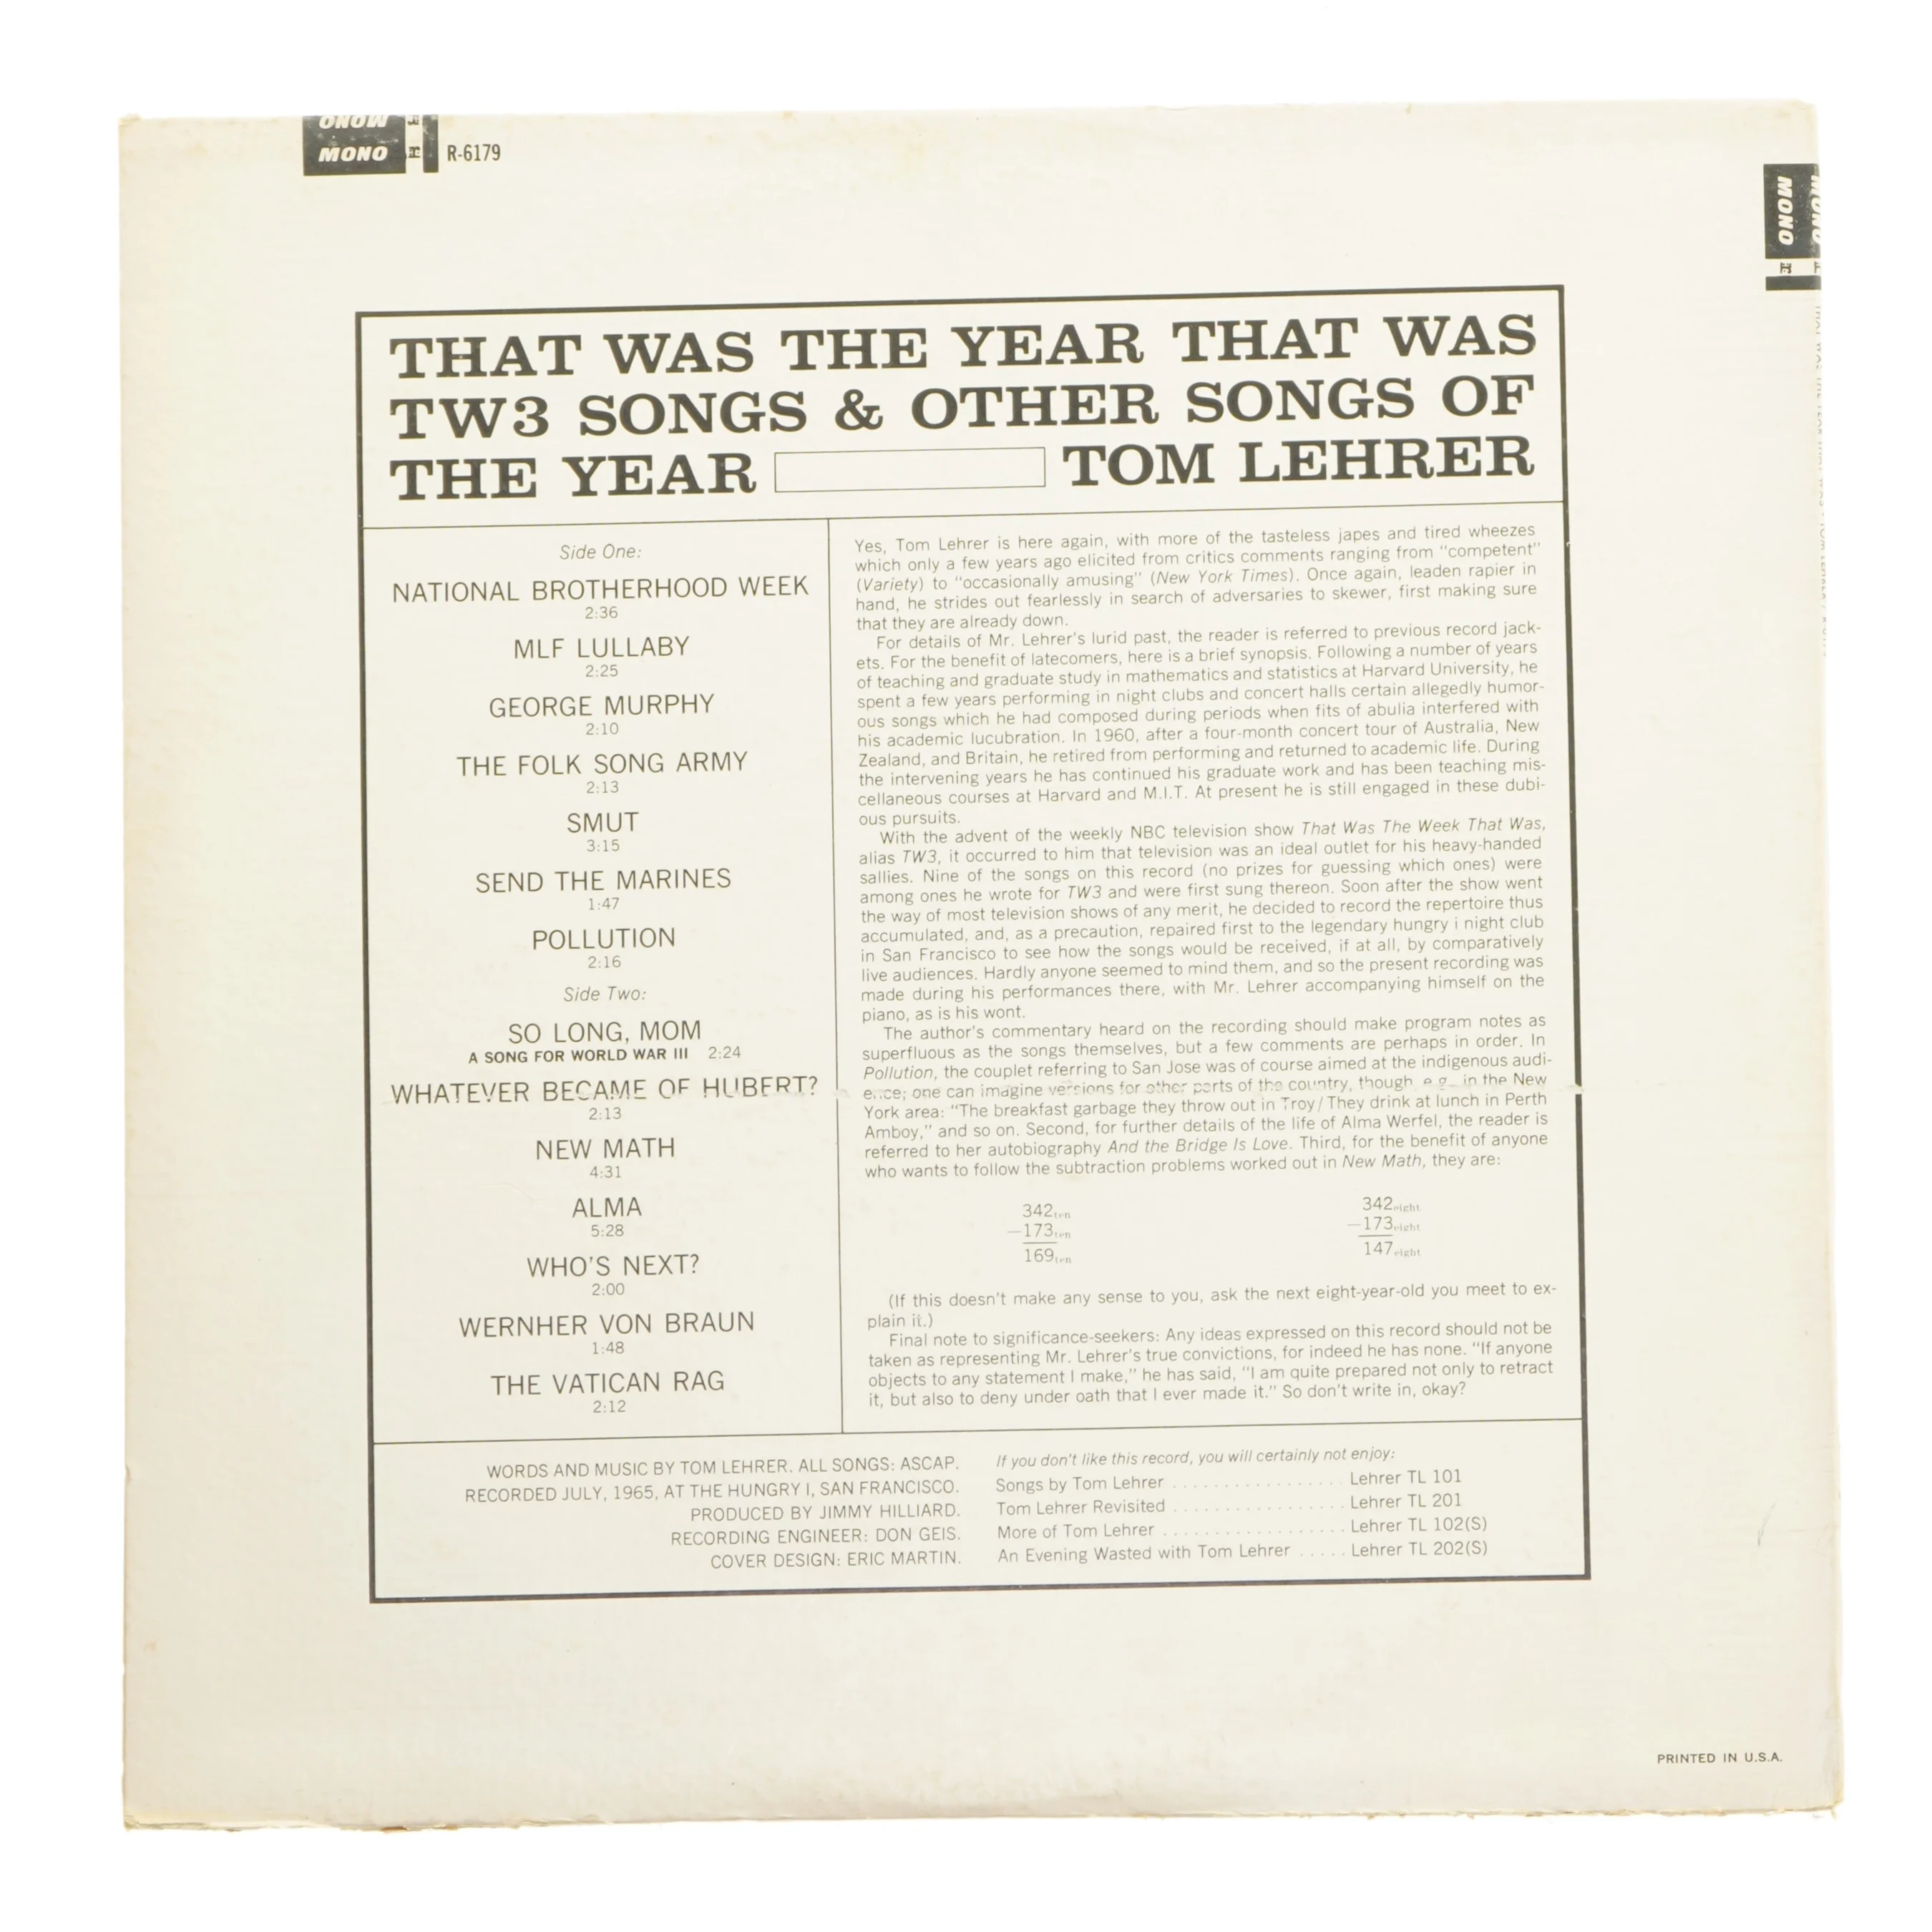 MONO
MONO
R-6179
MONO
MONO
THAT WAS THE YEAR THAT WAS
TW3 SONGS & OTHER SONGS OF
THE YEAR TOM LEHRER
Side One:
NATIONAL BROTHERHOOD WEEK
2:36
MLF LULLABY
2:25
GEORGE MURPHY
2:10
THE FOLK SONG ARMY
2:13
SMUT
3:15
SEND THE MARINES
1:47
POLLUTION
2:16
Side Two:
SO LONG, MOM
A SONG FOR WORLD WAR III 2:24
WHATEVER BECAME OF HUBERT?
2:13
NEW MATH
4:31
ALMA
5:28
WHO'S NEXT?
2:00
WERNHER VON BRAUN
1:48
THE VATICAN RAG
2:12
Yes, Tom Lehrer is here again, with more of the tasteless japes and tired wheezes
which only a few years ago elicited from critics comments ranging from "competent"
(Variety) to "occasionally amusing" (New York Times). Once again, leaden rapier in
hand, he strides out fearlessly in search of adversaries to skewer, first making sure
that they are already down.
For details of Mr. Lehrer's lurid past, the reader is referred to previous record jack-
ets. For the benefit of latecomers, here is a brief synopsis. Following a number of years
of teaching and graduate study in mathematics and statistics at Harvard University, he
spent a few years performing in night clubs and concert halls certain allegedly humor-
ous songs which he had composed during periods when fits of abulia interfered with
his academic lucubration. In 1960, after a four-month concert tour of Australia, New
Zealand, and Britain, he retired from performing and returned to academic life. During
the intervening years he has continued his graduate work and has been teaching mis-
cellaneous courses at Harvard and M.I.T. At present he is still engaged in these dubi-
ous pursuits.
With the advent of the weekly NBC television show That Was The Week That Was,
alias TW3, it occurred to him that television was an ideal outlet for his heavy-handed
sallies. Nine of the songs on this record (no prizes for guessing which ones) were
among ones he wrote for TW3 and were first sung thereon. Soon after the show went
the way of most television shows of any merit, he decided to record the repertoire thus
accumulated, and, as a precaution, repaired first to the legendary hungry i night club
in San Francisco to see how the songs would be received, if at all, by comparatively
live audiences. Hardly anyone seemed to mind them, and so the present recording was
made during his performances there, with Mr. Lehrer accompanying himself on the
piano, as is his wont.
The author's commentary heard on the recording should make program notes as
superfluous as the songs themselves, but a few comments are perhaps in order. In
Pollution, the couplet referring to San Jose was of course aimed at the indigenous audi-
ence; one can imagine versions for other parts of the country, though, e.g., in the New
York area: "The breakfast garbage they throw out in Troy/They drink at lunch in Perth
Amboy," and so on. Second, for further details of the life of Alma Werfel, the reader is
referred to her autobiography And the Bridge Is Love. Third, for the benefit of anyone
who wants to follow the subtraction problems worked out in New Math, they are:
342ten 342eight
—173ten —173eight
169ten 147eight
(If this doesn't make any sense to you, ask the next eight-year-old you meet to ex-
plain it.)
Final note to significance-seekers: Any ideas expressed on this record should not be
taken as representing Mr. Lehrer's true convictions, for indeed he has none. "If anyone
objects to any statement I make," he has said, "I am quite prepared not only to retract
it, but also to deny under oath that I ever made it." So don't write in, okay?
WORDS AND MUSIC BY TOM LEHRER. ALL SONGS: ASCAP.
RECORDED JULY, 1965, AT THE HUNGRY I, SAN FRANCISCO.
PRODUCED BY JIMMY HILLIARD.
RECORDING ENGINEER: DON GEIS.
COVER DESIGN: ERIC MARTIN.
If you don't like this record, you will certainly not enjoy:
Songs by Tom Lehrer . . . . . . . . . . . . . . . . . Lehrer TL 101
Tom Lehrer Revisited . . . . . . . . . . . . . . . . . Lehrer TL 201
More of Tom Lehrer . . . . . . . . . . . . . . . . . . Lehrer TL 102(S)
An Evening Wasted with Tom Lehrer . . . . . Lehrer TL 202(S)
PRINTED IN U.S.A.